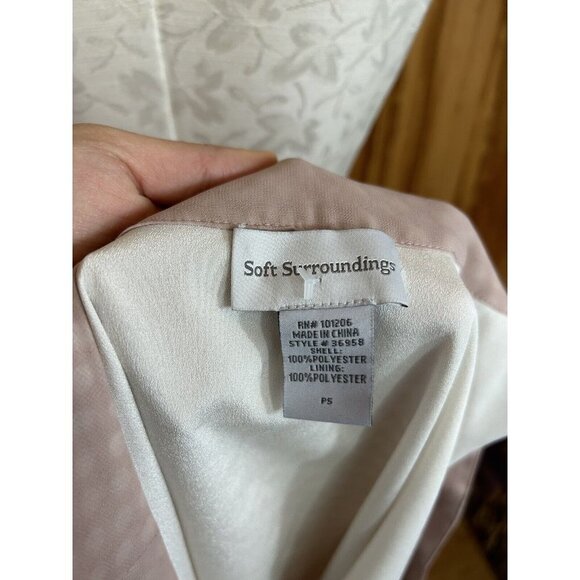 Soft Surroundings
RN# 101206
MADE IN CHINA
STYLE # 36958
SHELL:
100%POLYESTER
LINING:
100%POLYESTER
PS